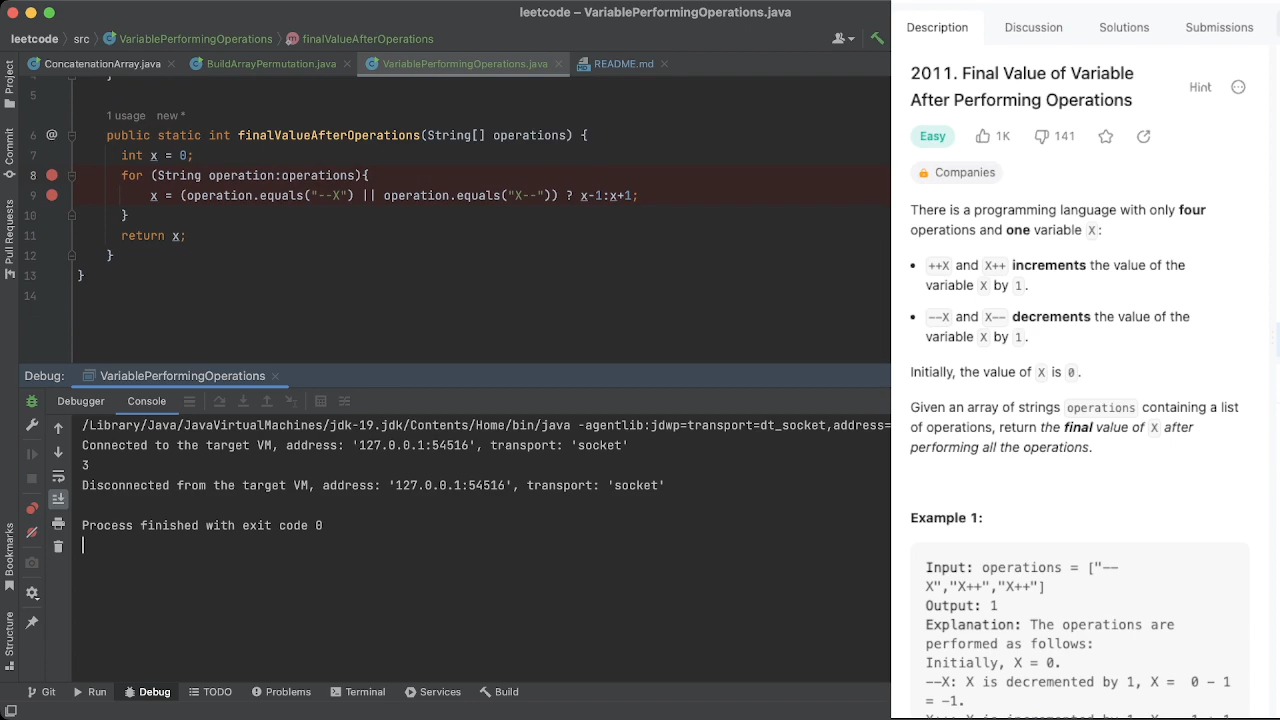 leetcode – VariablePerformingOperations.java
leetcode › src › VariablePerformingOperations › finalValueAfterOperations
ConcatenationArray.java × BuildArrayPermutation.java × VariablePerformingOperations.java × README.md ×
Project
Commit
Pull Requests
Bookmarks
Structure
5
1 usage new *
6 @ public static int finalValueAfterOperations(String[] operations) {
7 int x = 0;
8 for (String operation:operations){
9 x = (operation.equals("--X") || operation.equals("X--")) ? x-1:x+1;
10 }
11 return x;
12 }
13 }
14
Debug: VariablePerformingOperations ×
Debugger Console
/Library/Java/JavaVirtualMachines/jdk-19.jdk/Contents/Home/bin/java -agentlib:jdwp=transport=dt_socket,address=
Connected to the target VM, address: '127.0.0.1:54516', transport: 'socket'
3
Disconnected from the target VM, address: '127.0.0.1:54516', transport: 'socket'
Process finished with exit code 0
Git Run Debug TODO Problems Terminal Services Build
Description Discussion Solutions Submissions
2011. Final Value of Variable
After Performing Operations
Hint
Easy 1K 141
Companies
There is a programming language with only four
operations and one variable X:
• ++X and X++ increments the value of the
variable X by 1.
• --X and X-- decrements the value of the
variable X by 1.
Initially, the value of X is 0.
Given an array of strings operations containing a list
of operations, return the final value of X after
performing all the operations.
Example 1:
Input: operations = ["--
X","X++","X++"]
Output: 1
Explanation: The operations are
performed as follows:
Initially, X = 0.
--X: X is decremented by 1, X = 0 - 1
= -1.